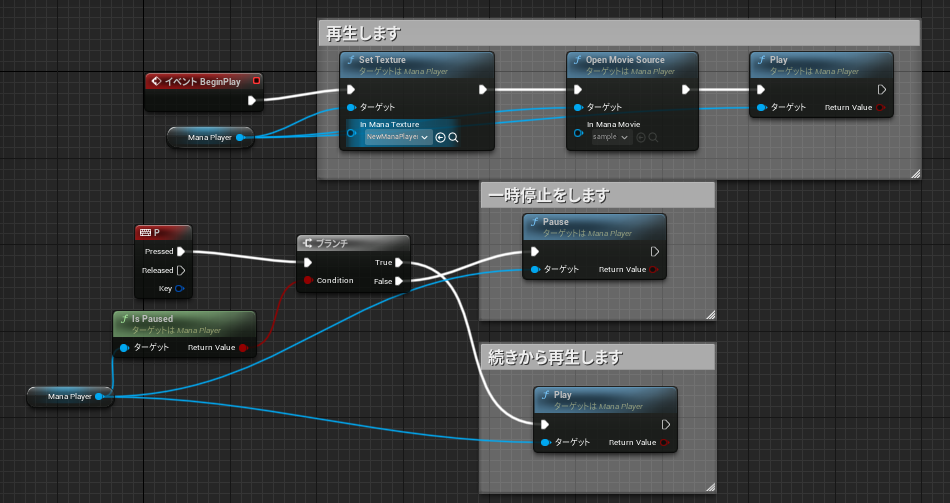 再生します
Set Texture
ターゲットは Mana Player
ターゲット
In Mana Texture
NewManaPlayer
Open Movie Source
ターゲットは Mana Player
ターゲット
In Mana Movie
sample
Play
ターゲットは Mana Player
ターゲット Return Value
イベント BeginPlay
Mana Player
一時停止をします
Pause
ターゲットは Mana Player
ターゲット Return Value
P
Pressed
Released
Key
ブランチ
True
Condition False
Is Paused
ターゲットは Mana Player
ターゲット Return Value
Mana Player
続きから再生します
Play
ターゲットは Mana Player
ターゲット Return Value